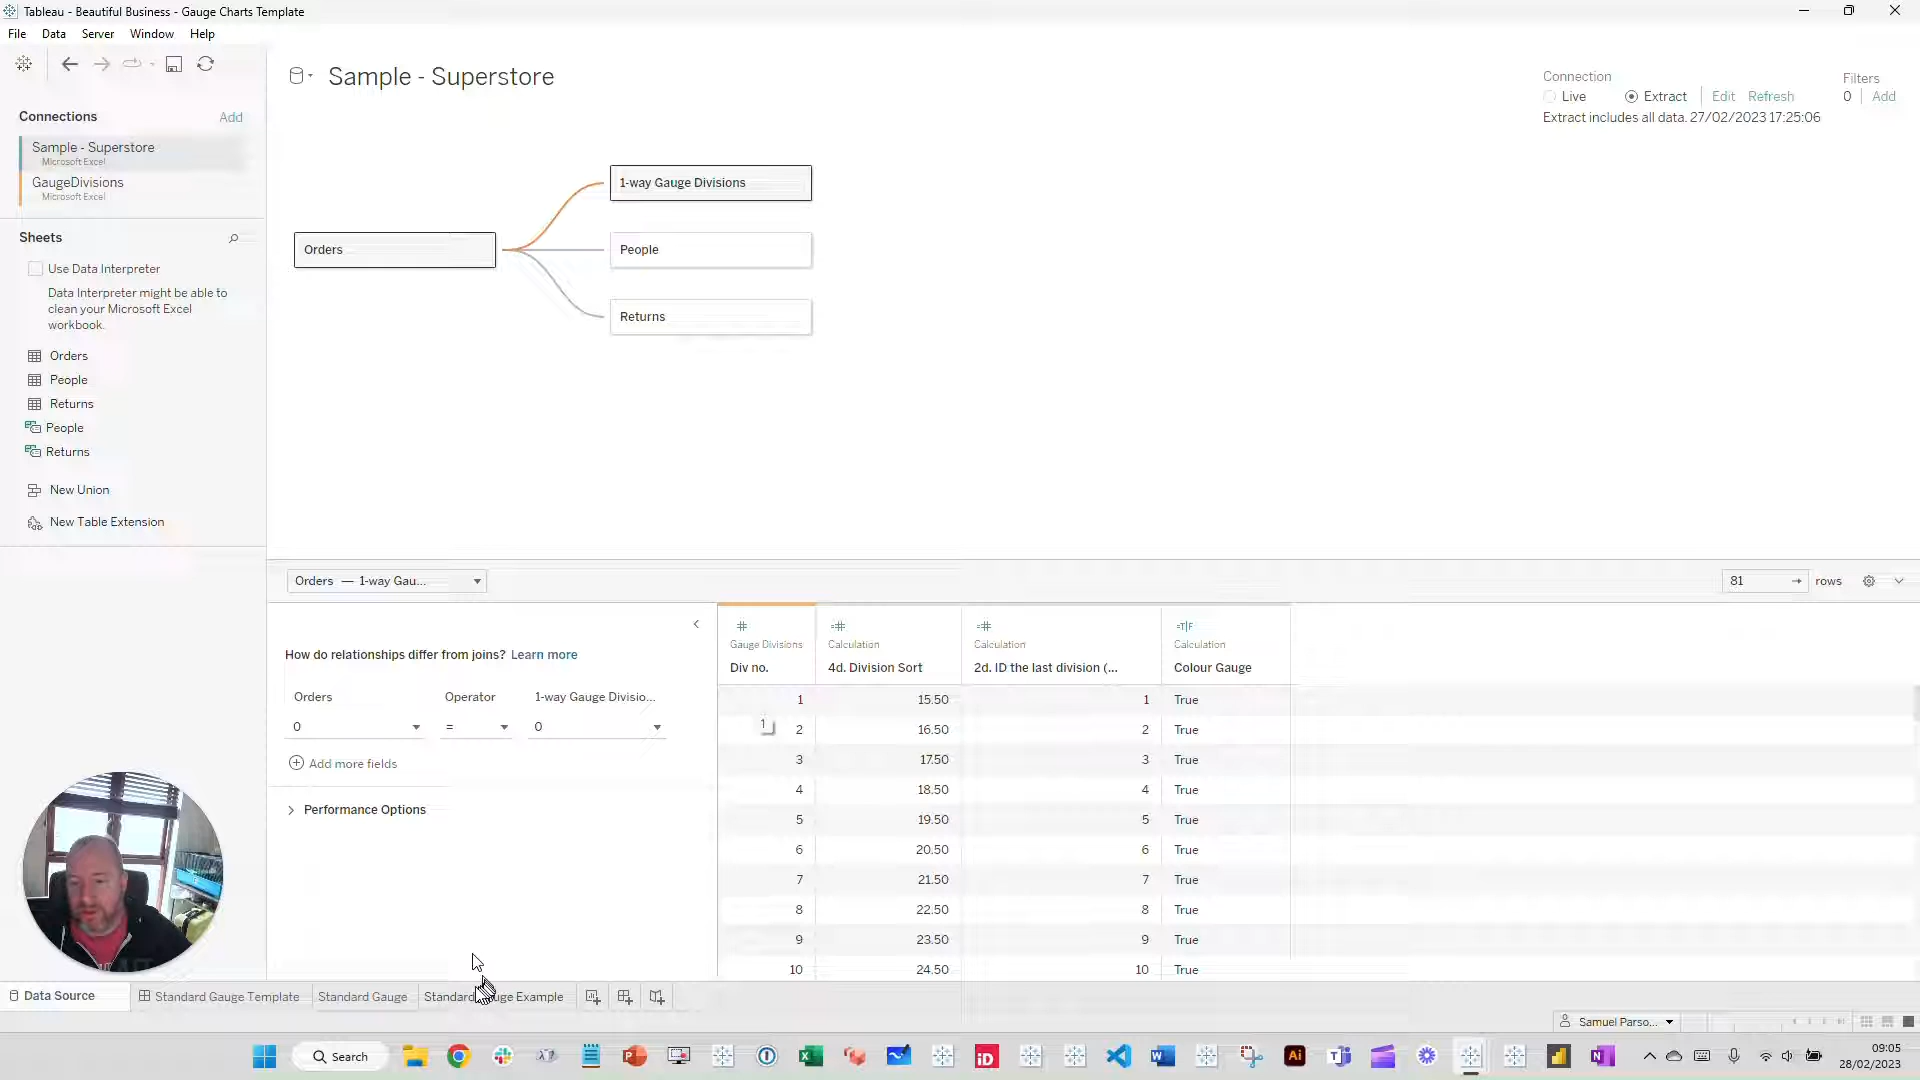 Tableau - Beautiful Business - Gauge Charts Template
File Data Server Window Help
Sample - Superstore
Connection
Live Extract Edit Refresh
Extract includes all data. 27/02/2023 17:25:06
Filters
0 Add
Connections Add
Sample - Superstore
Microsoft Excel
GaugeDivisions
Microsoft Excel
Sheets
Use Data Interpreter
Data Interpreter might be able to
clean your Microsoft Excel
workbook.
Orders
People
Returns
People
Returns
New Union
New Table Extension
1-way Gauge Divisions
Orders
People
Returns
Orders — 1-way Gau...
81 rows
How do relationships differ from joins? Learn more
Orders Operator 1-way Gauge Divisio...
0 = 0
Add more fields
Performance Options
# =# =# =T|F
Gauge Divisions Calculation Calculation Calculation
Div no. 4d. Division Sort 2d. ID the last division (... Colour Gauge
1 15.50 1 True
2 16.50 2 True
3 17.50 3 True
4 18.50 4 True
5 19.50 5 True
6 20.50 6 True
7 21.50 7 True
8 22.50 8 True
9 23.50 9 True
10 24.50 10 True
1
Data Source Standard Gauge Template Standard Gauge Standard Gauge Example
Samuel Parso...
Search
09:05
28/02/2023